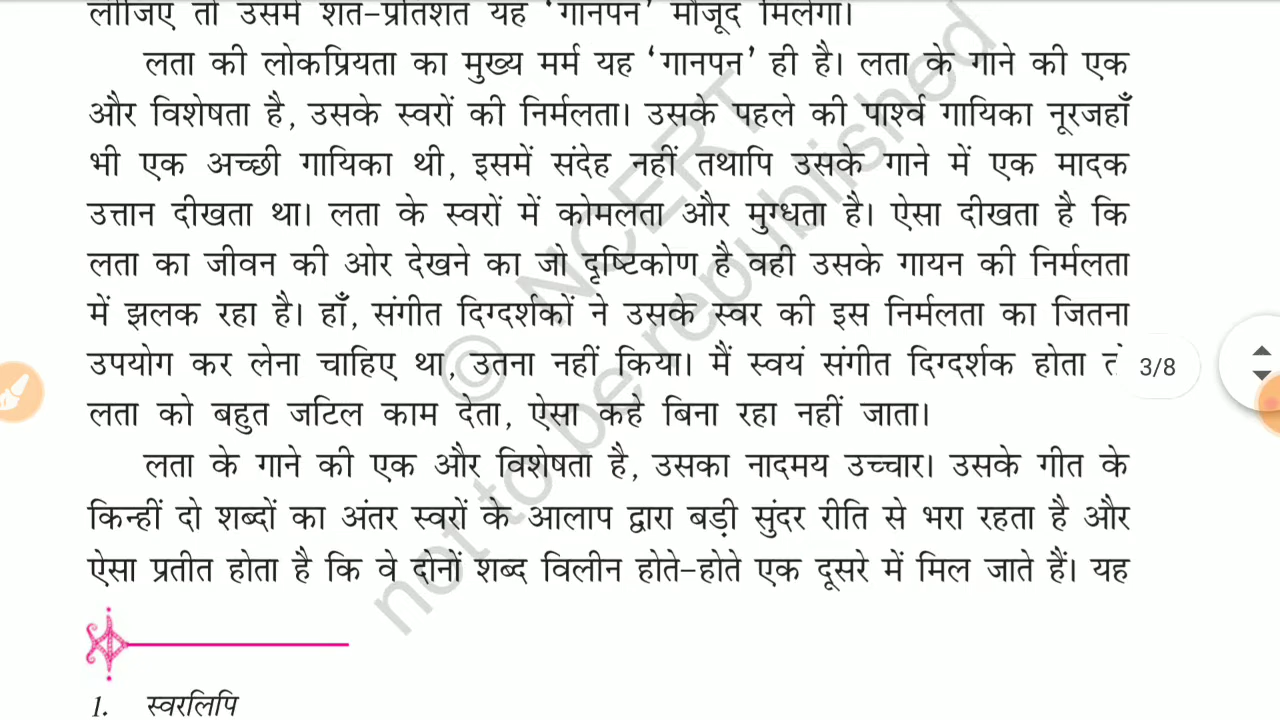 लीजिए तो उसमें शत-प्रतिशत यह ‘गानपन’ मौजूद मिलेगा।
लता की लोकप्रियता का मुख्य मर्म यह ‘गानपन’ ही है। लता के गाने की एक
और विशेषता है, उसके स्वरों की निर्मलता। उसके पहले की पार्श्व गायिका नूरजहाँ
भी एक अच्छी गायिका थी, इसमें संदेह नहीं तथापि उसके गाने में एक मादक
उत्तान दीखता था। लता के स्वरों में कोमलता और मुग्धता है। ऐसा दीखता है कि
लता का जीवन की ओर देखने का जो दृष्टिकोण है वही उसके गायन की निर्मलता
में झलक रहा है। हाँ, संगीत दिग्दर्शकों ने उसके स्वर की इस निर्मलता का जितना
उपयोग कर लेना चाहिए था, उतना नहीं किया। मैं स्वयं संगीत दिग्दर्शक होता तो
3/8
लता को बहुत जटिल काम देता, ऐसा कहे बिना रहा नहीं जाता।
लता के गाने की एक और विशेषता है, उसका नादमय उच्चार। उसके गीत के
किन्हीं दो शब्दों का अंतर स्वरों के आलाप द्वारा बड़ी सुंदर रीति से भरा रहता है और
ऐसा प्रतीत होता है कि वे दोनों शब्द विलीन होते-होते एक दूसरे में मिल जाते हैं। यह
1. स्वरलिपि
© NCERT
not to be republished